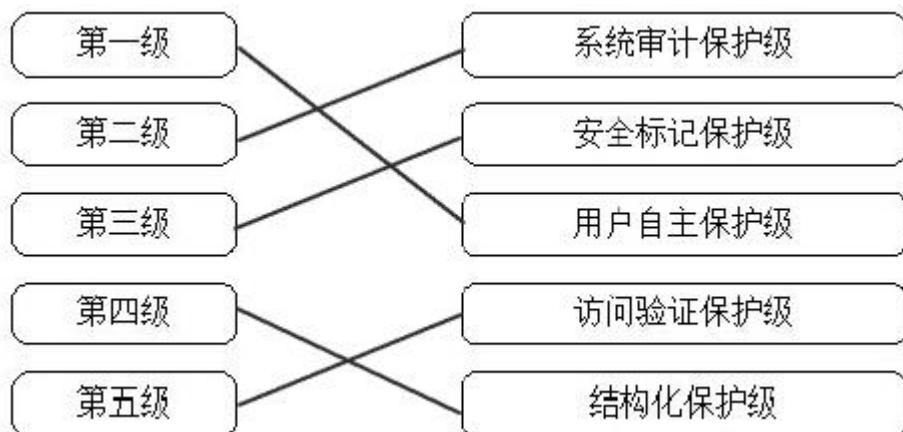 第一级
系统审计保护级
第二级
安全标记保护级
第三级
用户自主保护级
第四级
访问验证保护级
第五级
结构化保护级